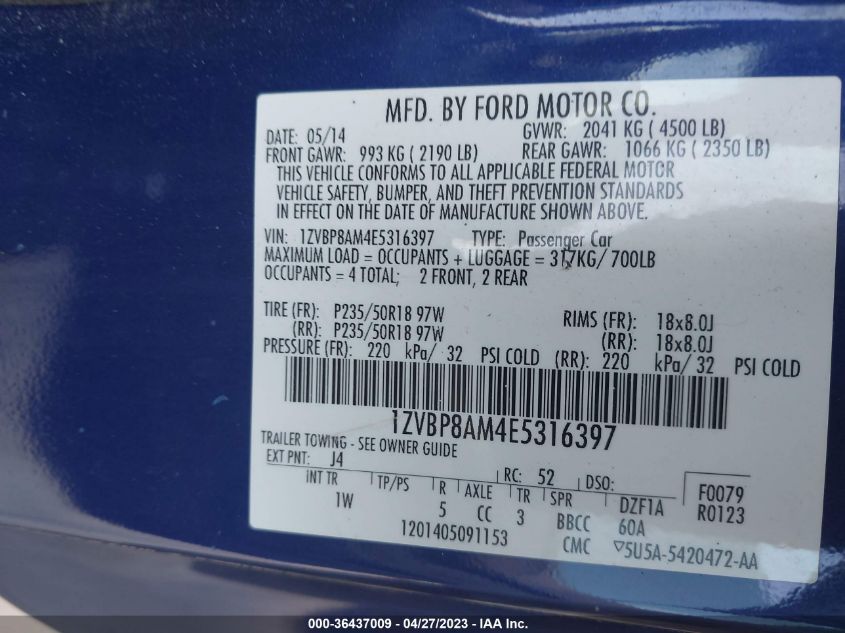 MFD. BY FORD MOTOR CO.
DATE: 05/14 GVWR: 2041 KG ( 4500 LB)
FRONT GAWR: 993 KG ( 2190 LB) REAR GAWR: 1066 KG ( 2350 LB)
THIS VEHICLE CONFORMS TO ALL APPLICABLE FEDERAL MOTOR
VEHICLE SAFETY, BUMPER, AND THEFT PREVENTION STANDARDS
IN EFFECT ON THE DATE OF MANUFACTURE SHOWN ABOVE.
VIN: 1ZVBP8AM4E5316397 TYPE: Passenger Car
MAXIMUM LOAD = OCCUPANTS + LUGGAGE = 317KG/ 700LB
OCCUPANTS = 4 TOTAL; 2 FRONT, 2 REAR
TIRE (FR): P235/50R18 97W RIMS (FR): 18x8.0J
(RR): P235/50R18 97W (RR): 18x8.0J
PRESSURE (FR): 220 kPa/ 32 PSI COLD (RR): 220 kPa/ 32 PSI COLD
1ZVBP8AM4E5316397
TRAILER TOWING - SEE OWNER GUIDE
EXT PNT: J4 RC: 52 DSO: F0079
INT TR TP/PS R AXLE TR SPR DZF1A R0123
1W 5 CC 3 BBCC 60A
1201405091153 CMC ▽5U5A-5420472-AA
000-36437009 - 04/27/2023 - IAA Inc.